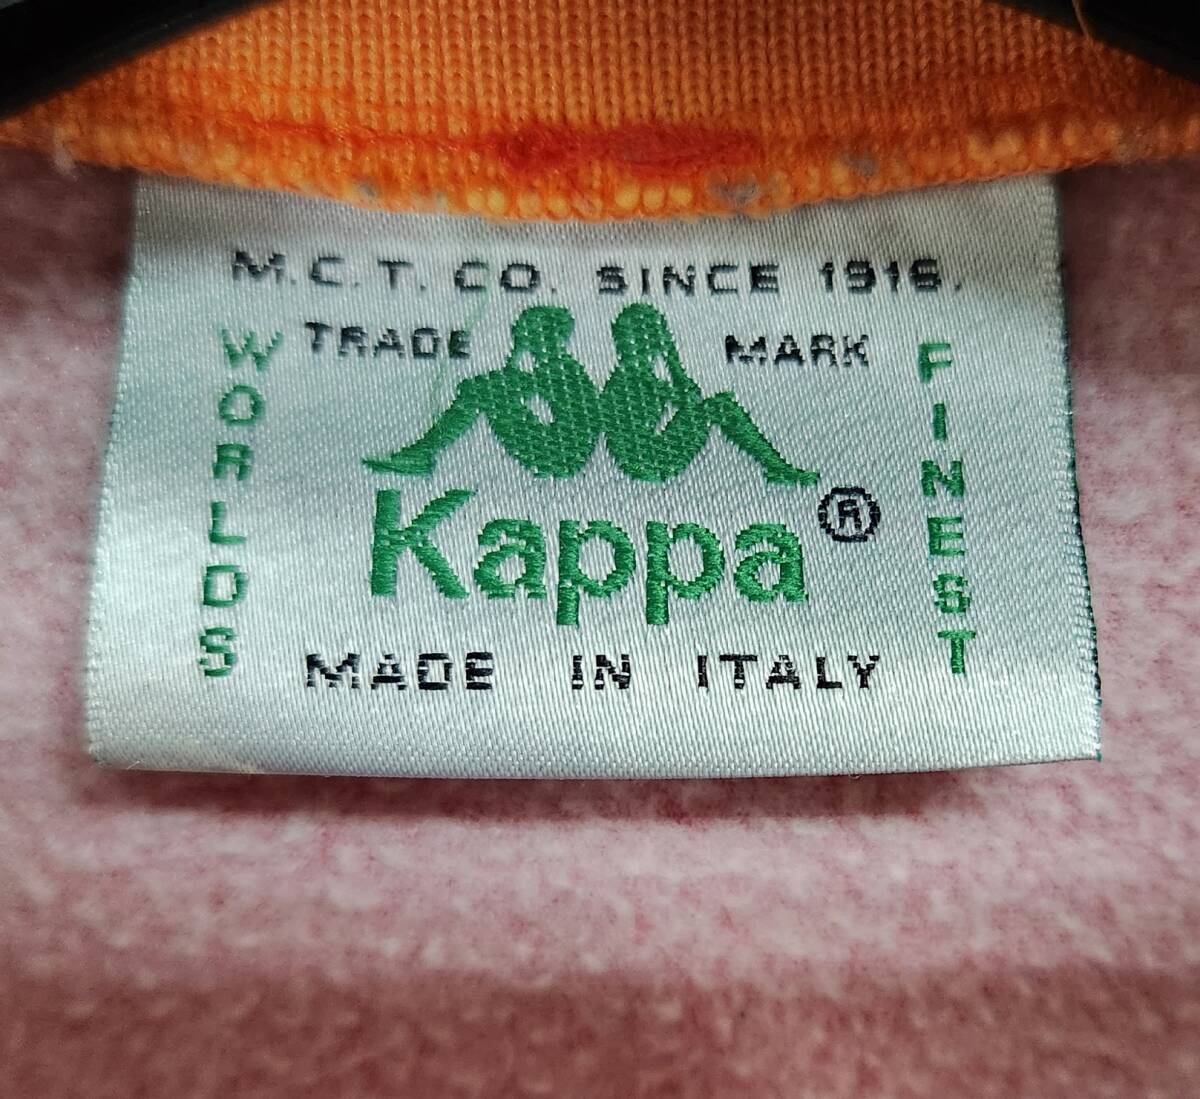 M.C.T. CO. SINCE 1916.
TRADE MARK
WORLDS
FINEST
Kappa®
MADE IN ITALY